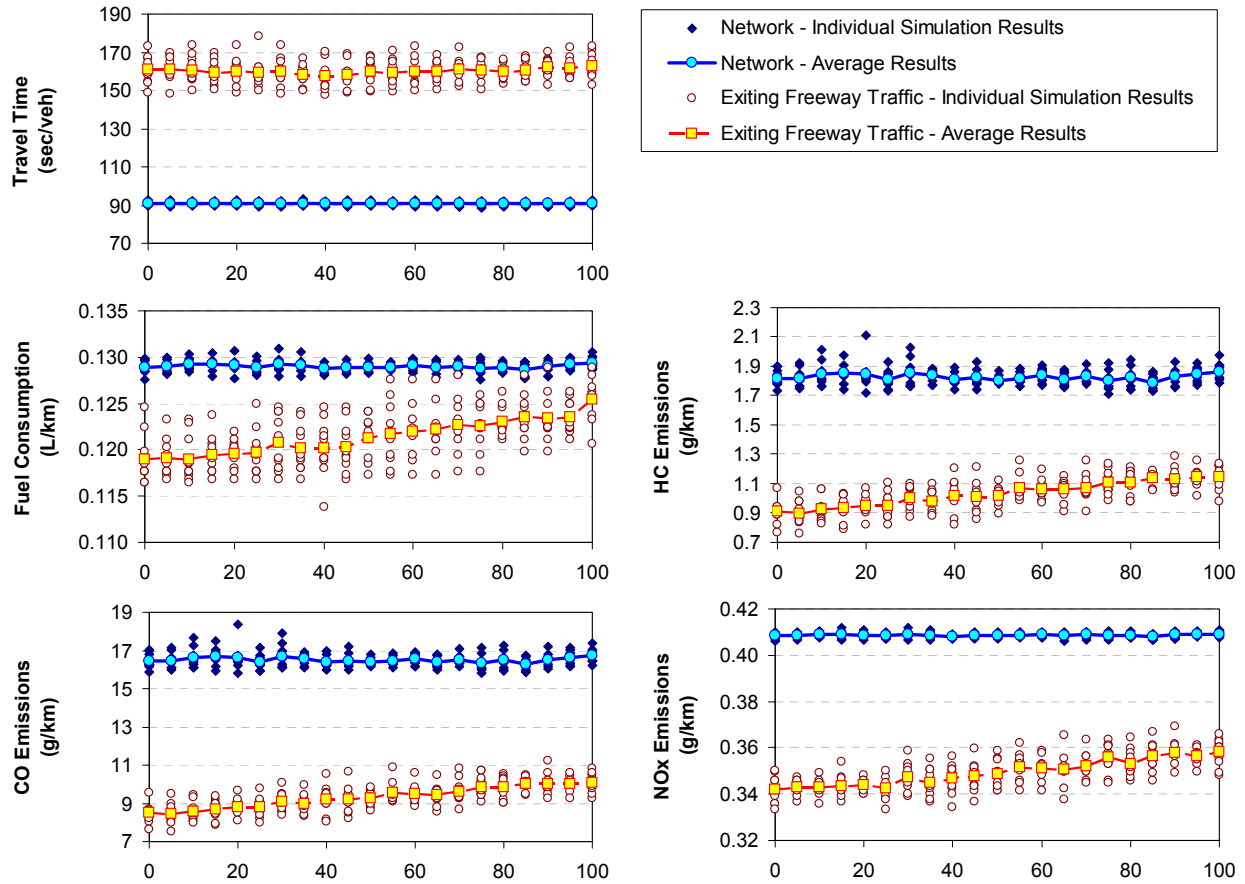 Network - Individual Simulation Results
Network - Average Results
Exiting Freeway Traffic - Individual Simulation Results
Exiting Freeway Traffic - Average Results
Travel Time
(sec/veh)
190
170
150
130
110
90
70
0 20 40 60 80 100
Fuel Consumption
(L/km)
0.135
0.130
0.125
0.120
0.115
0.110
0 20 40 60 80 100
HC Emissions
(g/km)
2.3
2.1
1.9
1.7
1.5
1.3
1.1
0.9
0.7
0 20 40 60 80 100
CO Emissions
(g/km)
19
17
15
13
11
9
7
0 20 40 60 80 100
NOx Emissions
(g/km)
0.42
0.40
0.38
0.36
0.34
0.32
0 20 40 60 80 100